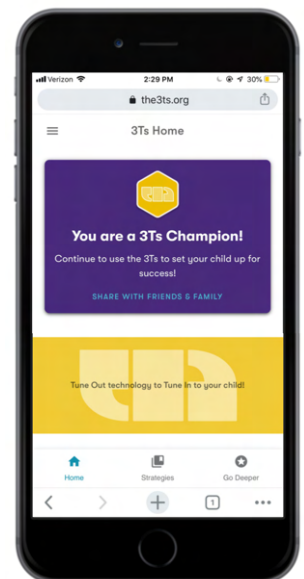 Verizon 2:29 PM 30%
the3ts.org
3Ts Home
You are a 3Ts Champion!
Continue to use the 3Ts to set your child up for
success!
SHARE WITH FRIENDS & FAMILY
Tune Out technology to Tune In to your child!
Home Strategies Go Deeper
1